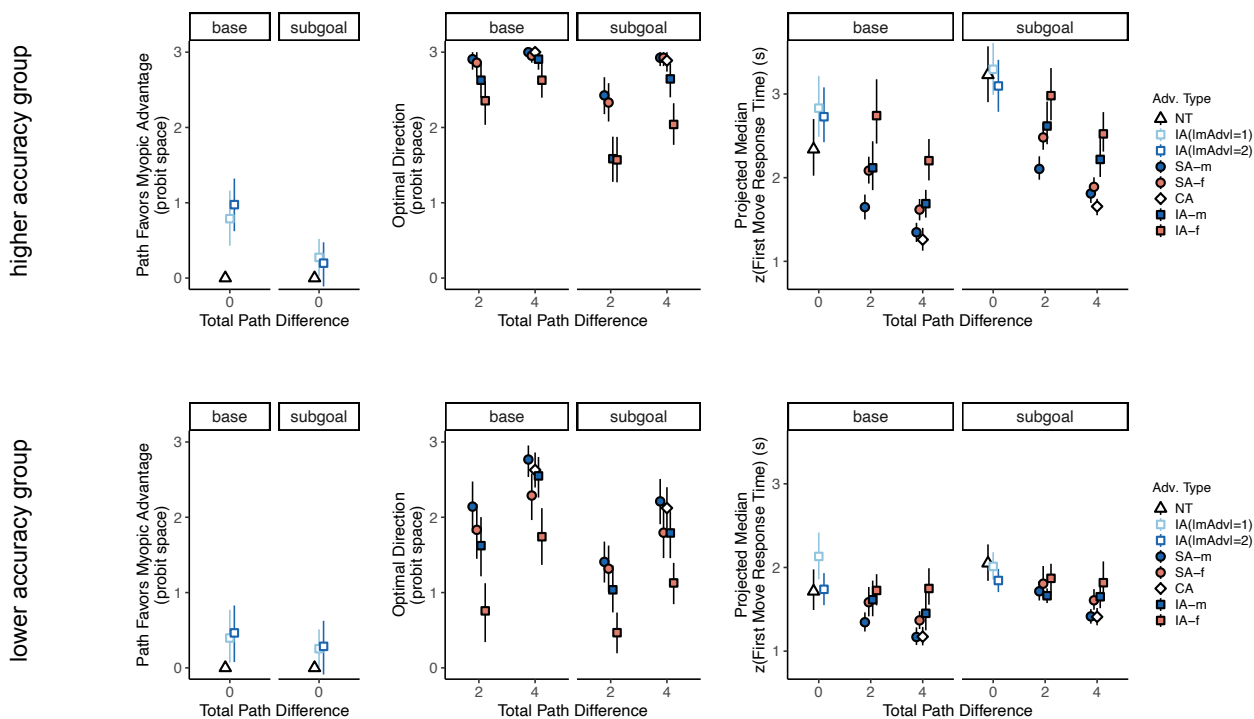 higher accuracy group
base
subgoal
Path Favors Myopic Advantage
(probit space)
3
2
1
0
0
0
Total Path Difference
base
subgoal
Optimal Direction
(probit space)
3
2
1
0
2
4
2
4
Total Path Difference
base
subgoal
Projected Median
z(First Move Response Time) (s)
3
2
1
0
2
4
0
2
4
Total Path Difference
Adv. Type
NT
IA(ImAdvl=1)
IA(ImAdvl=2)
SA−m
SA−f
CA
IA−m
IA−f
lower accuracy group
base
subgoal
Path Favors Myopic Advantage
(probit space)
3
2
1
0
0
0
Total Path Difference
base
subgoal
Optimal Direction
(probit space)
3
2
1
0
2
4
2
4
Total Path Difference
base
subgoal
Projected Median
z(First Move Response Time) (s)
3
2
1
0
2
4
0
2
4
Total Path Difference
Adv. Type
NT
IA(ImAdvl=1)
IA(ImAdvl=2)
SA−m
SA−f
CA
IA−m
IA−f